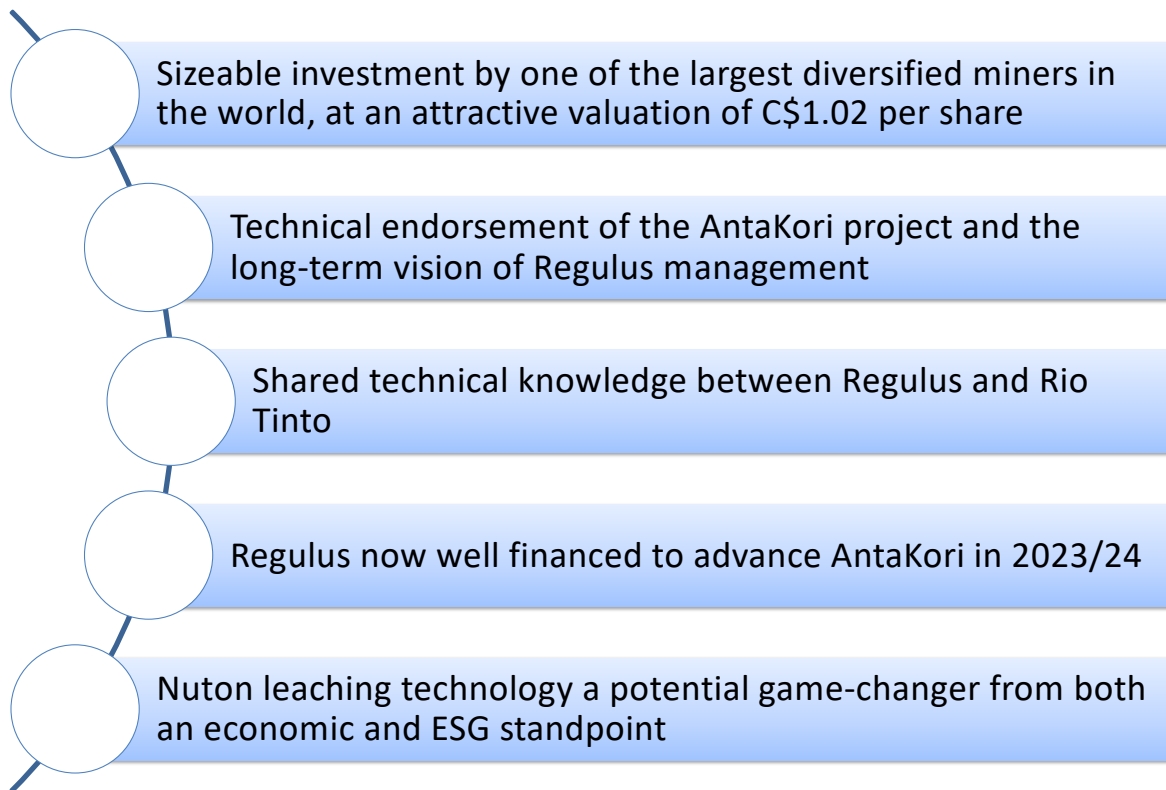 Sizeable investment by one of the largest diversified miners in
the world, at an attractive valuation of C$1.02 per share
Technical endorsement of the AntaKori project and the
long-term vision of Regulus management
Shared technical knowledge between Regulus and Rio
Tinto
Regulus now well financed to advance AntaKori in 2023/24
Nuton leaching technology a potential game-changer from both
an economic and ESG standpoint